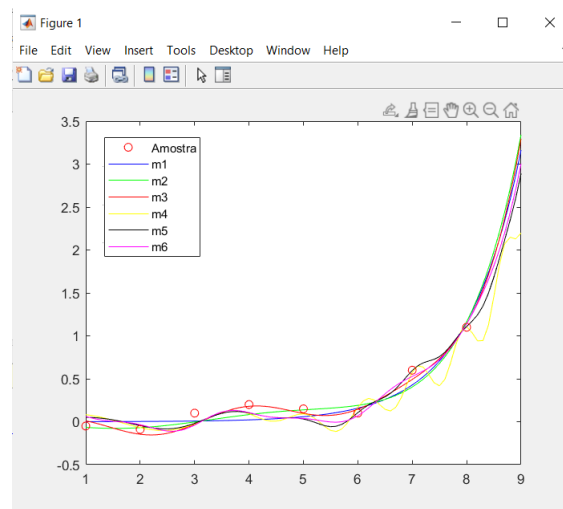 Figure 1
File Edit View Insert Tools Desktop Window Help
3.5
3
2.5
2
1.5
1
0.5
0
-0.5
Amostra
m1
m2
m3
m4
m5
m6
1 2 3 4 5 6 7 8 9